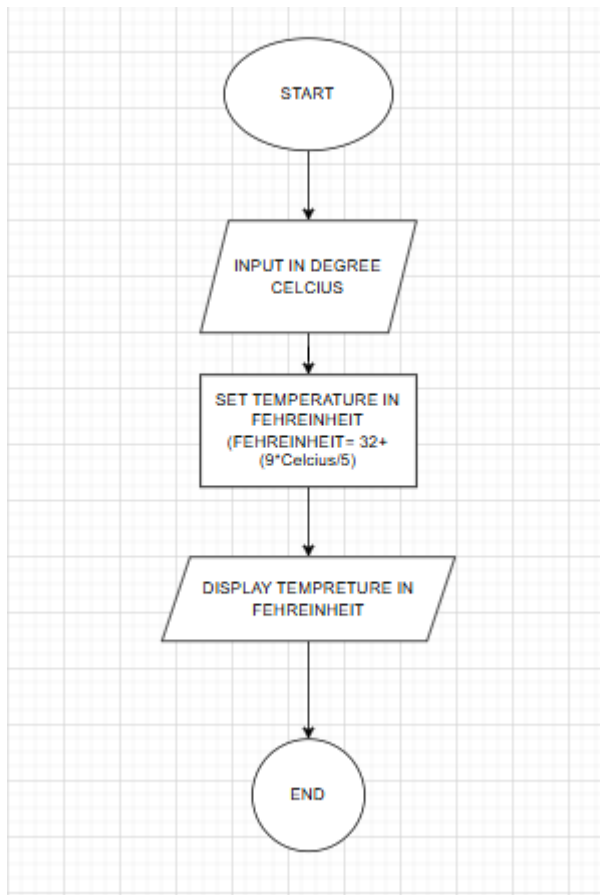 START
INPUT IN DEGREE
CELCIUS
SET TEMPERATURE IN
FEHREINHEIT
(FEHREINHEIT= 32+
(9*Celcius/5)
DISPLAY TEMPRETURE IN
FEHREINHEIT
END